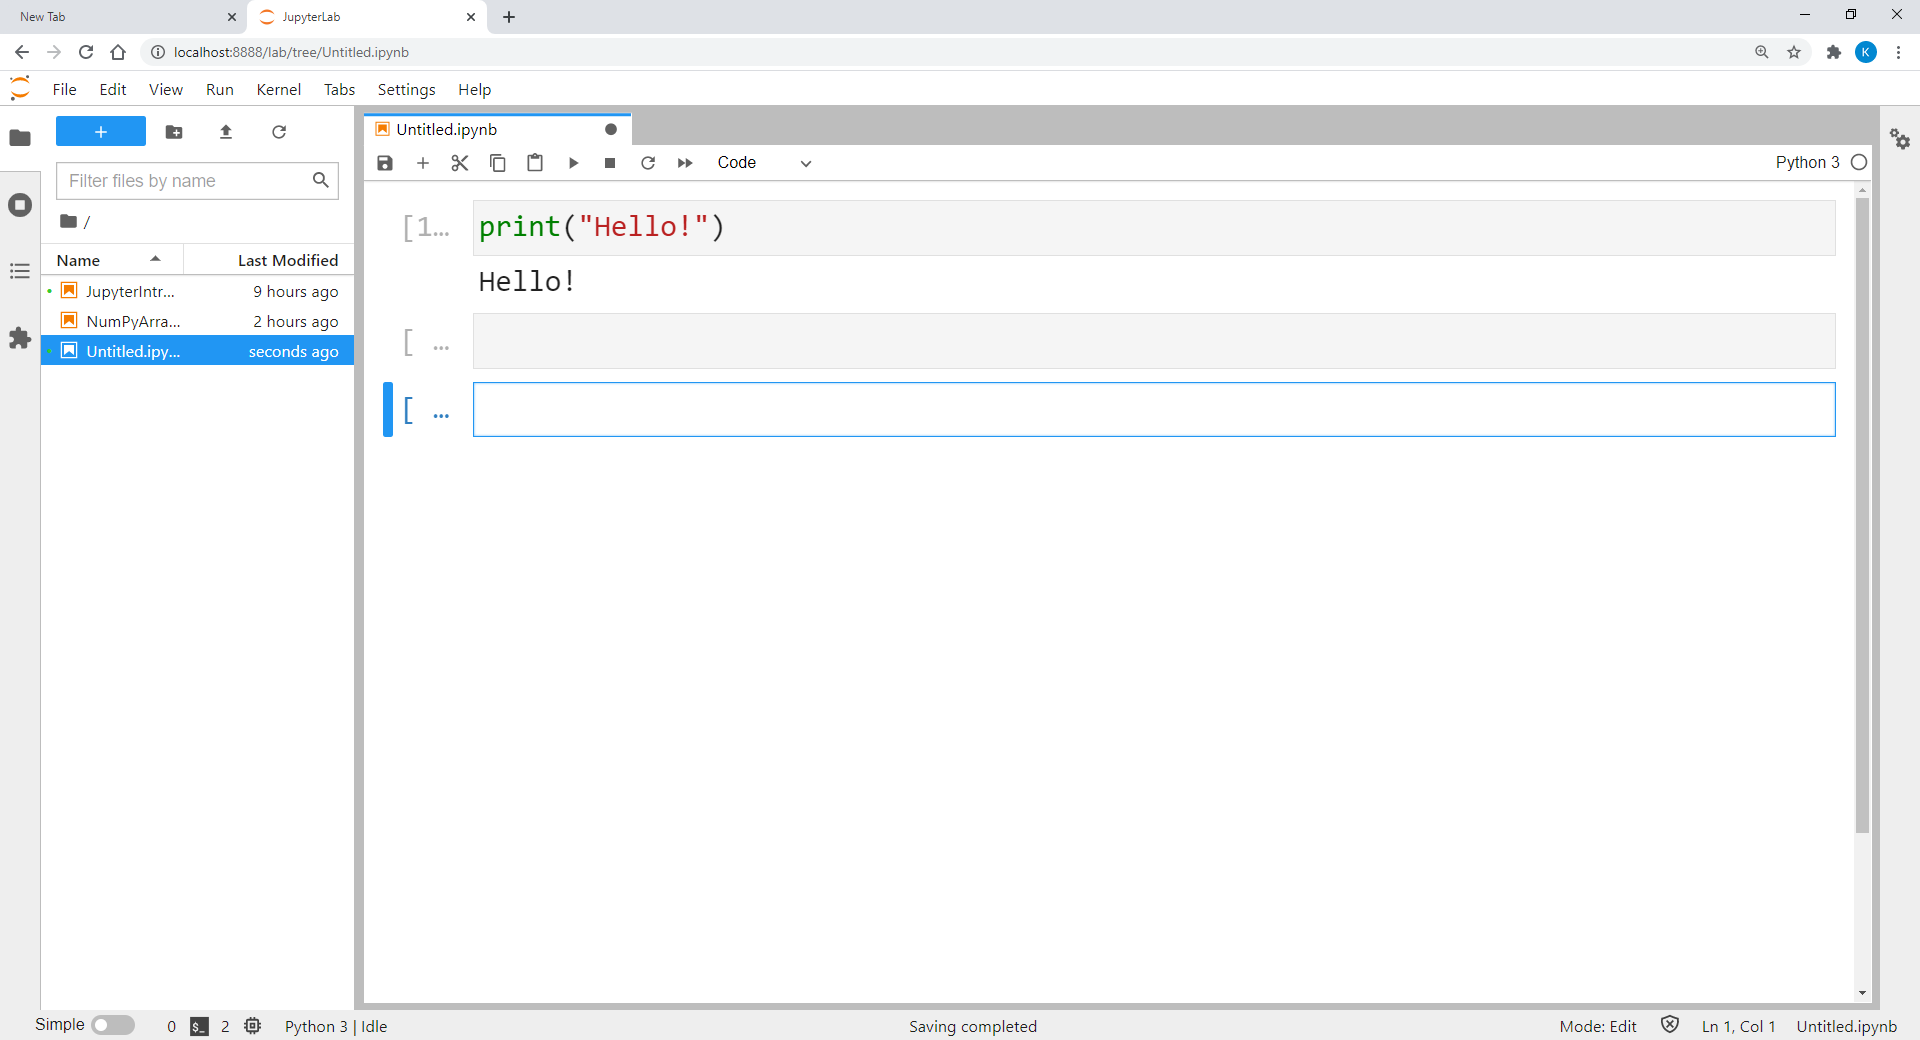 New Tab
JupyterLab
localhost:8888/lab/tree/Untitled.ipynb
K
File Edit View Run Kernel Tabs Settings Help
Untitled.ipynb
Code
Python 3
Filter files by name
/
Name Last Modified
JupyterIntr... 9 hours ago
NumPyArra... 2 hours ago
Untitled.ipy... seconds ago
[1... print("Hello!")
Hello!
[ ...
[ ...
Simple 0 $_ 2 Python 3 | Idle Saving completed Mode: Edit Ln 1, Col 1 Untitled.ipynb